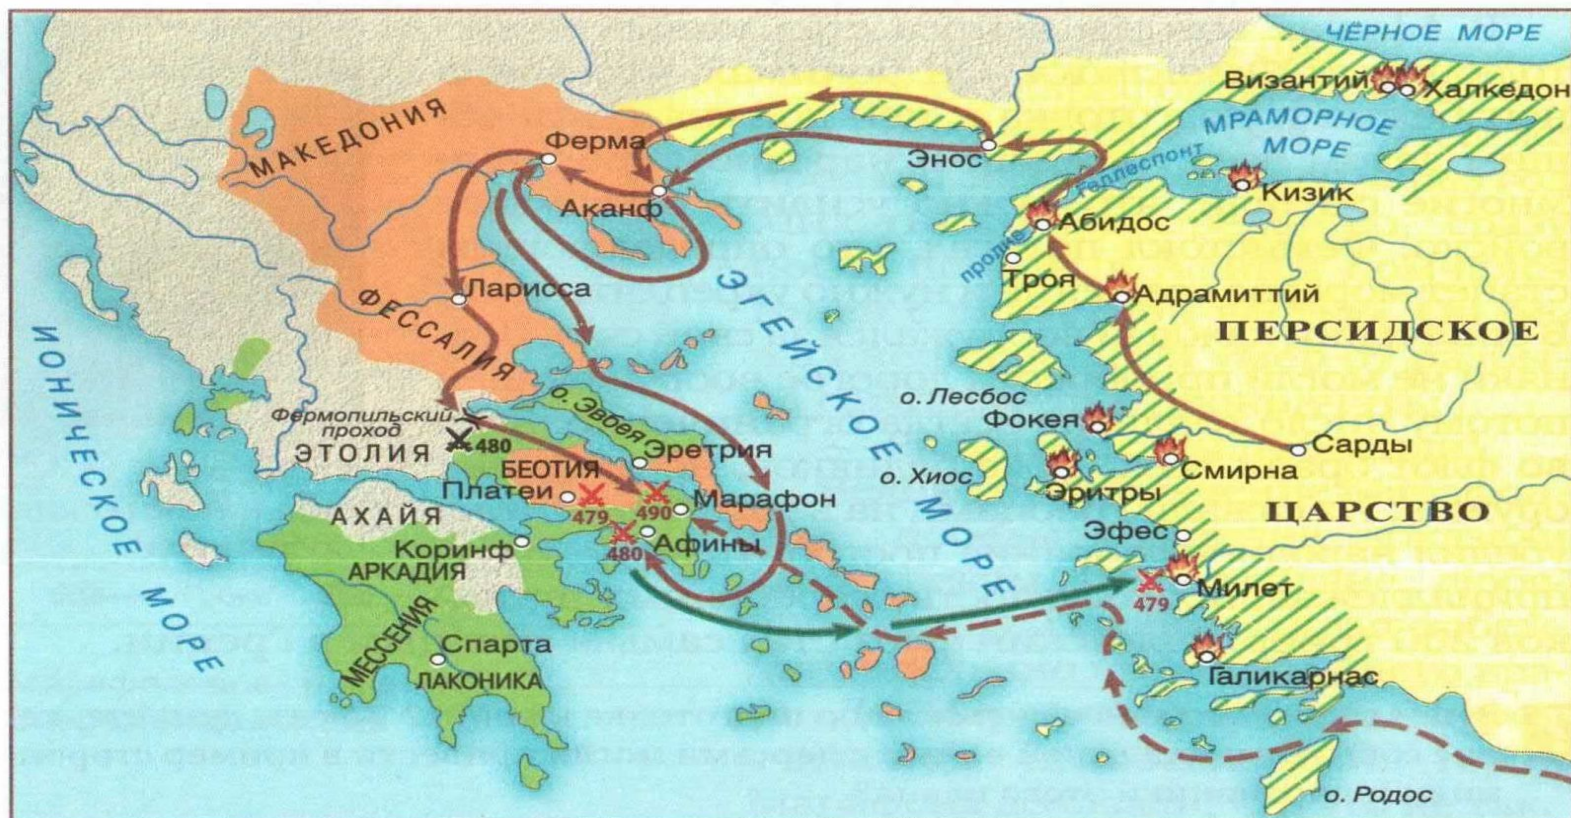 ЧЁРНОЕ МОРЕ
Византий
Халкедон
МРАМОРНОЕ
МОРЕ
МАКЕДОНИЯ
Ферма
Энос
Геллеспонт
Кизик
Аканф
Абидос
пролив
Троя
Ларисса
Адрамиттий
ФЕССАЛИЯ
ЭГЕЙСКОЕ МОРЕ
ПЕРСИДСКОЕ
ЦАРСТВО
ИОНИЧЕСКОЕ МОРЕ
о. Лесбос
Фокея
Фермопильский
проход
480
о. Эвбея
Сарды
ЭТОЛИЯ
Эретрия
Смирна
БЕОТИЯ
о. Хиос
Эритры
Платеи
479
490
Марафон
АХАЙЯ
Эфес
Коринф
480
Афины
АРКАДИЯ
Милет
479
МЕССЕНИЯ
Спарта
ЛАКОНИКА
Галикарнас
о. Родос